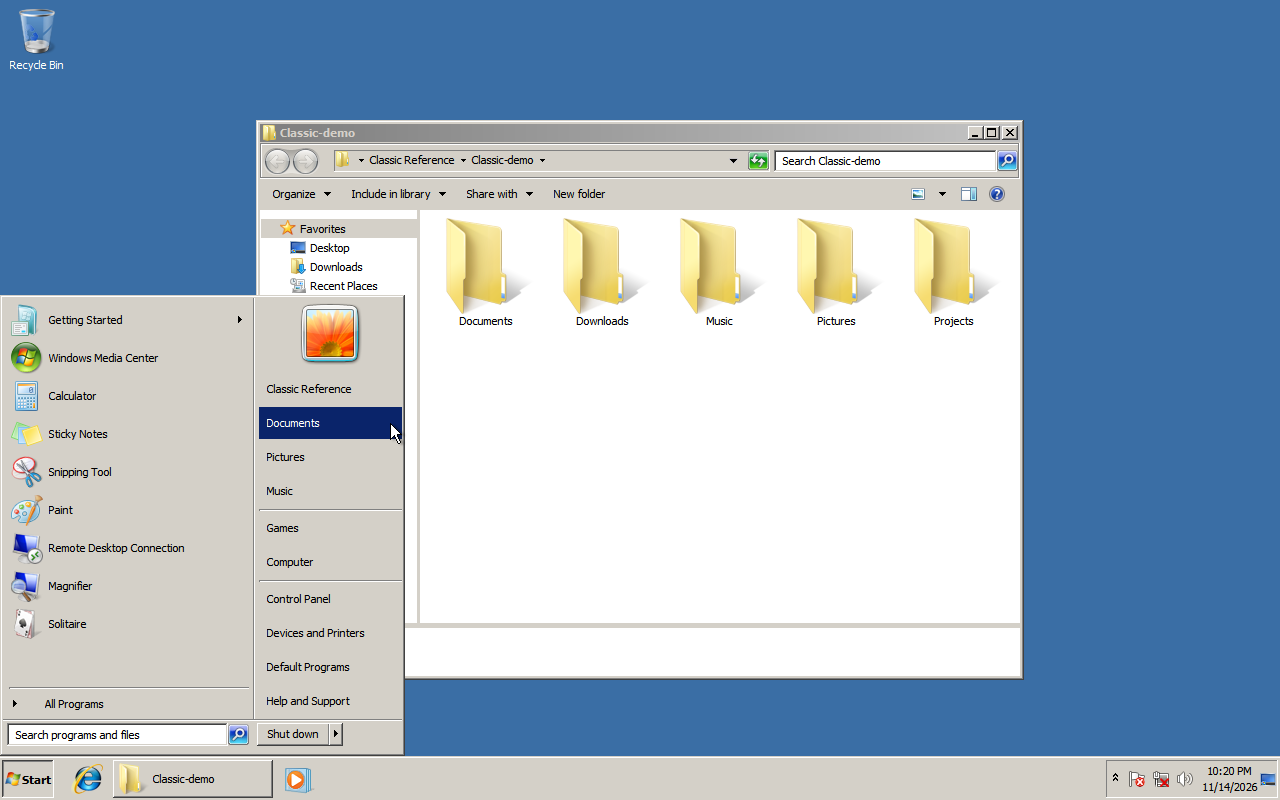 Recycle Bin
Classic-demo
Classic Reference Classic-demo
Search Classic-demo
Organize Include in library Share with New folder
Favorites
Desktop
Downloads
Recent Places
Documents Downloads Music Pictures Projects
Getting Started
Windows Media Center
Calculator
Sticky Notes
Snipping Tool
Paint
Remote Desktop Connection
Magnifier
Solitaire
All Programs
Search programs and files
Classic Reference
Documents
Pictures
Music
Games
Computer
Control Panel
Devices and Printers
Default Programs
Help and Support
Shut down
Start
Classic-demo
10:20 PM
11/14/2026